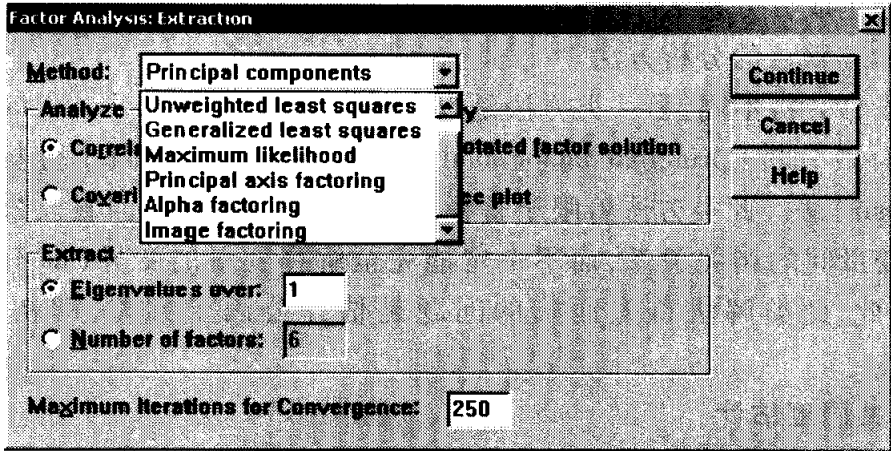 Factor Analysis: Extraction
Method: Principal components
Continue
Analyze
Unweighted least squares
y
Generalized least squares
Cancel
Correla
Maximum likelihood
otated factor solution
Principal axis factoring
Help
Covari
Alpha factoring
ee plot
Image factoring
Extract
Eigenvalues over: 1
Number of factors: 6
Maximum Iterations for Convergence: 250